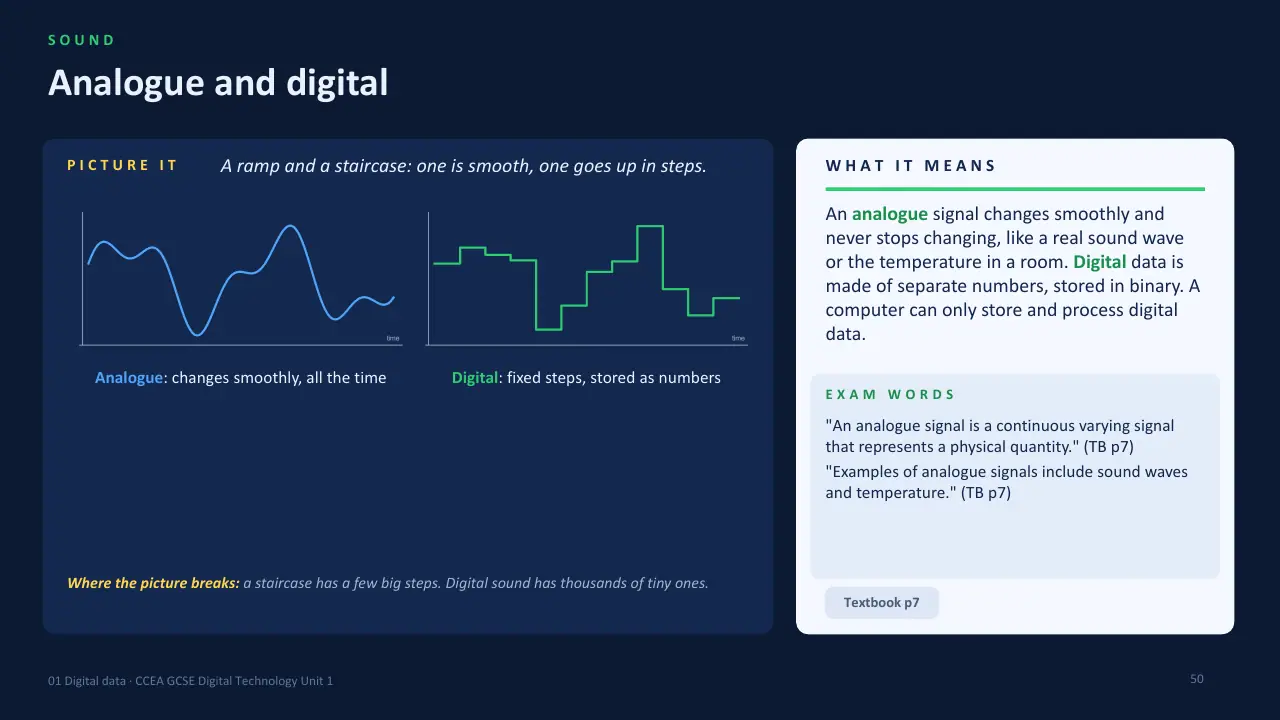 SOUND
Analogue and digital
PICTURE IT
A ramp and a staircase: one is smooth, one goes up in steps.
time
time
Analogue: changes smoothly, all the time
Digital: fixed steps, stored as numbers
Where the picture breaks: a staircase has a few big steps. Digital sound has thousands of tiny ones.
WHAT IT MEANS
An analogue signal changes smoothly and
never stops changing, like a real sound wave
or the temperature in a room. Digital data is
made of separate numbers, stored in binary. A
computer can only store and process digital
data.
EXAM WORDS
"An analogue signal is a continuous varying signal
that represents a physical quantity." (TB p7)
"Examples of analogue signals include sound waves
and temperature." (TB p7)
Textbook p7
01 Digital data · CCEA GCSE Digital Technology Unit 1
50